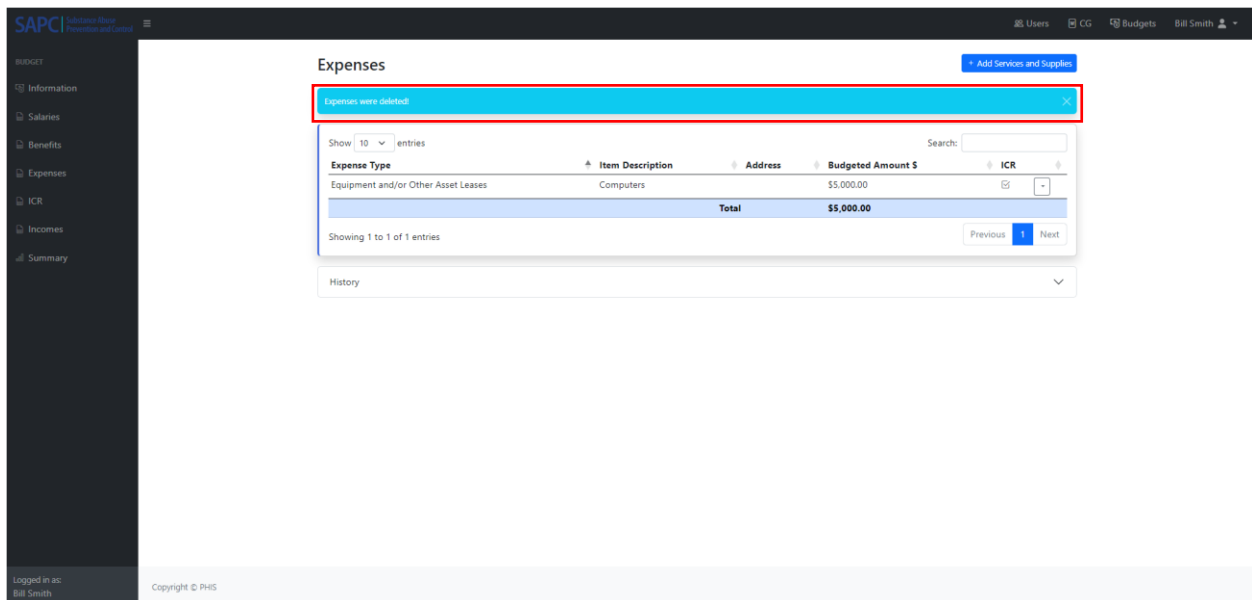 SAPC Substance Abuse Prevention and Control Users CG Budgets Bill Smith
BUDGET
Information
Salaries
Benefits
Expenses
ICR
Incomes
Summary
Logged in as:
Bill Smith
Expenses + Add Services and Supplies
Expenses were deleted!
Show 10 entries Search:
Expense Type Item Description Address Budgeted Amount $ ICR
Equipment and/or Other Asset Leases Computers $5,000.00
Total $5,000.00
Showing 1 to 1 of 1 entries Previous 1 Next
History
Copyright © PHIS